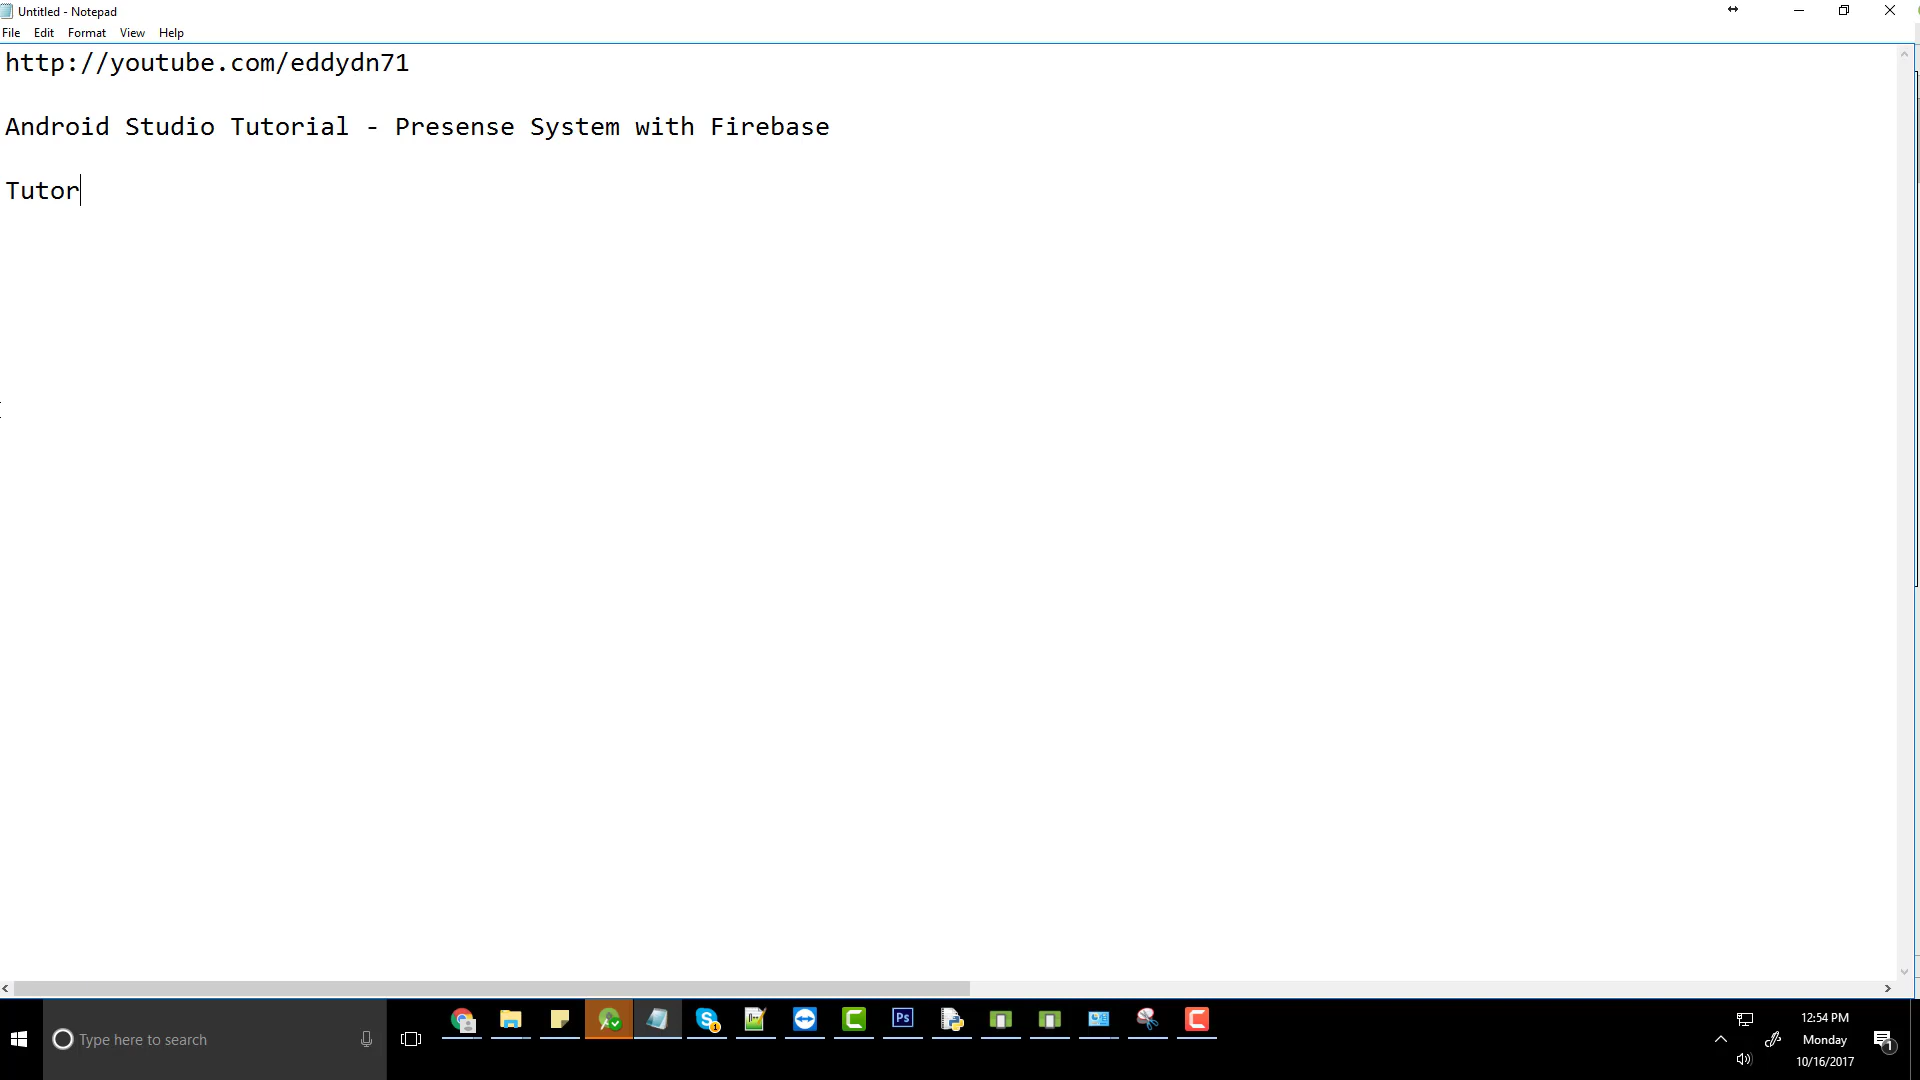 Untitled - Notepad
File Edit Format View Help
http://youtube.com/eddydn71
Android Studio Tutorial - Presense System with Firebase
Tutor
Type here to search
Ps
12:54 PM
Monday
10/16/2017